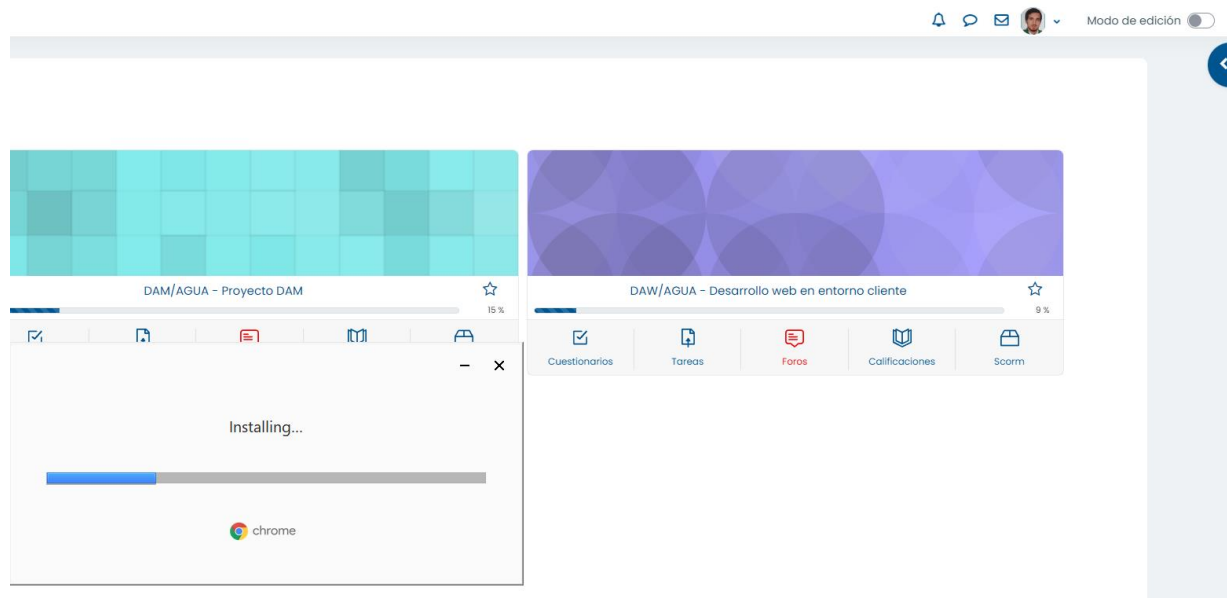 Modo de edición
DAM/AGUA - Proyecto DAM
15 %
DAW/AGUA - Desarrollo web en entorno cliente
9 %
Cuestionarios
Tareas
Foros
Calificaciones
Scorm
Installing...
chrome